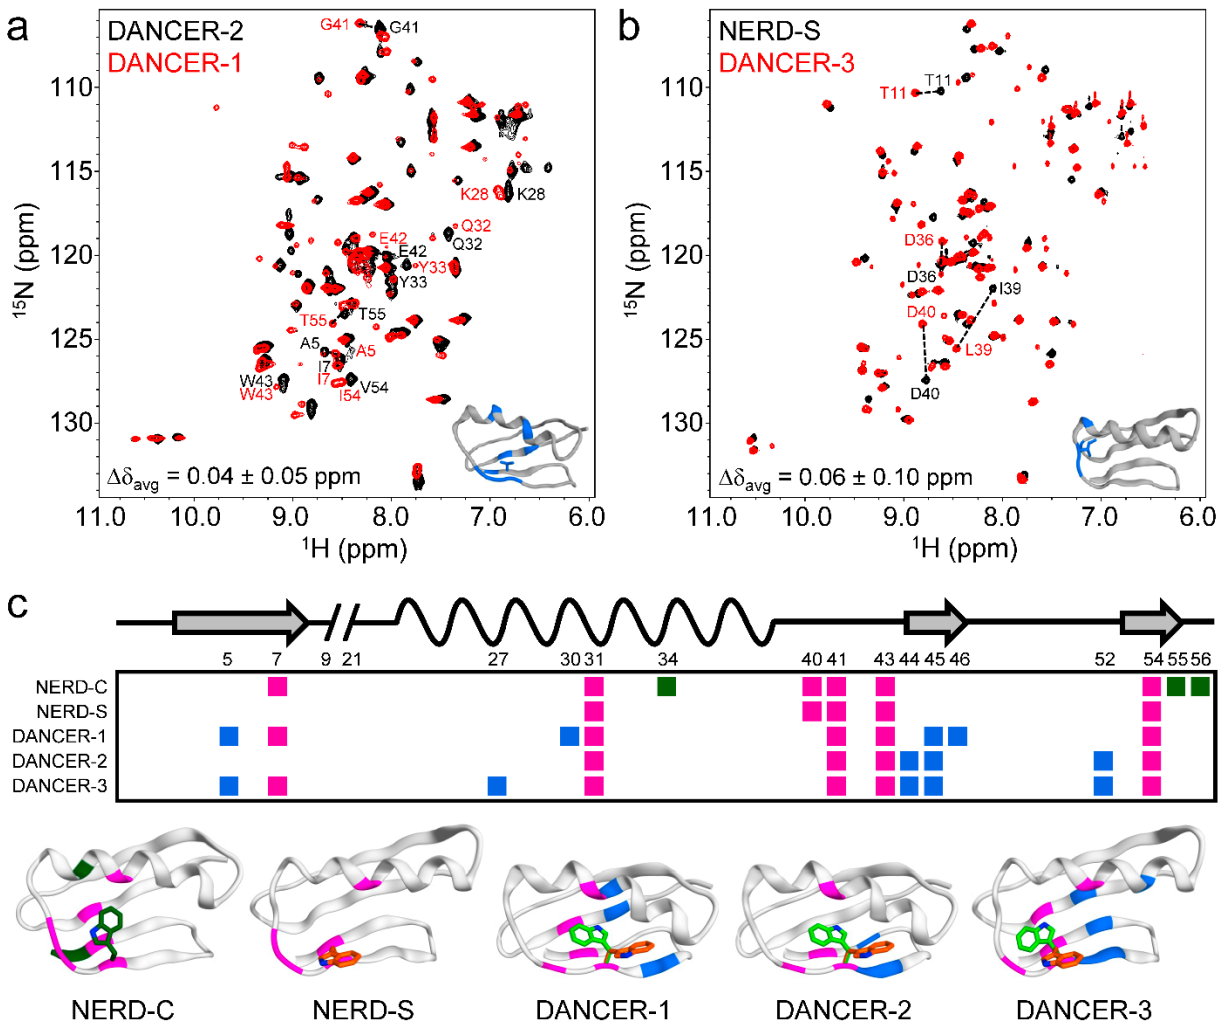 a
DANCER-2
DANCER-1
G41
G41
K28
K28
Q32
Q32
E42
E42
Y33
Y33
T55
T55
A5
A5
I7
I7
V54
I54
W43
W43
110
115
120
125
130
15N (ppm)
Δδavg = 0.04 ± 0.05 ppm
11.0 10.0 9.0 8.0 7.0 6.0
1H (ppm)
b
NERD-S
DANCER-3
T11
T11
D36
D36
I39
D40
L39
D40
110
115
120
125
130
15N (ppm)
Δδavg = 0.06 ± 0.10 ppm
11.0 10.0 9.0 8.0 7.0 6.0
1H (ppm)
c
5 7 9 21 27 30 31 34 40 41 43 44 45 46 52 54 55 56
NERD-C
NERD-S
DANCER-1
DANCER-2
DANCER-3
NERD-C NERD-S DANCER-1 DANCER-2 DANCER-3